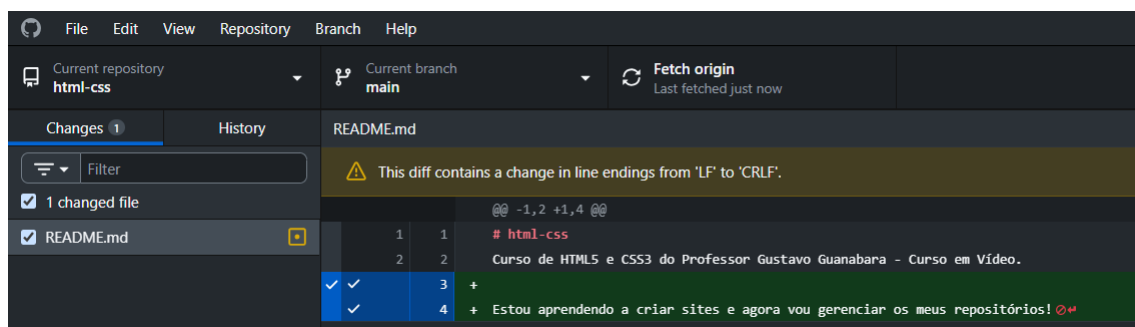 File Edit View Repository Branch Help
Current repository
html-css
Current branch
main
Fetch origin
Last fetched just now
Changes 1 History
README.md
Filter
This diff contains a change in line endings from 'LF' to 'CRLF'.
1 changed file
@@ -1,2 +1,4 @@
README.md
1 1 # html-css
2 2 Curso de HTML5 e CSS3 do Professor Gustavo Guanabara - Curso em Vídeo.
3 +
4 + Estou aprendendo a criar sites e agora vou gerenciar os meus repositórios!